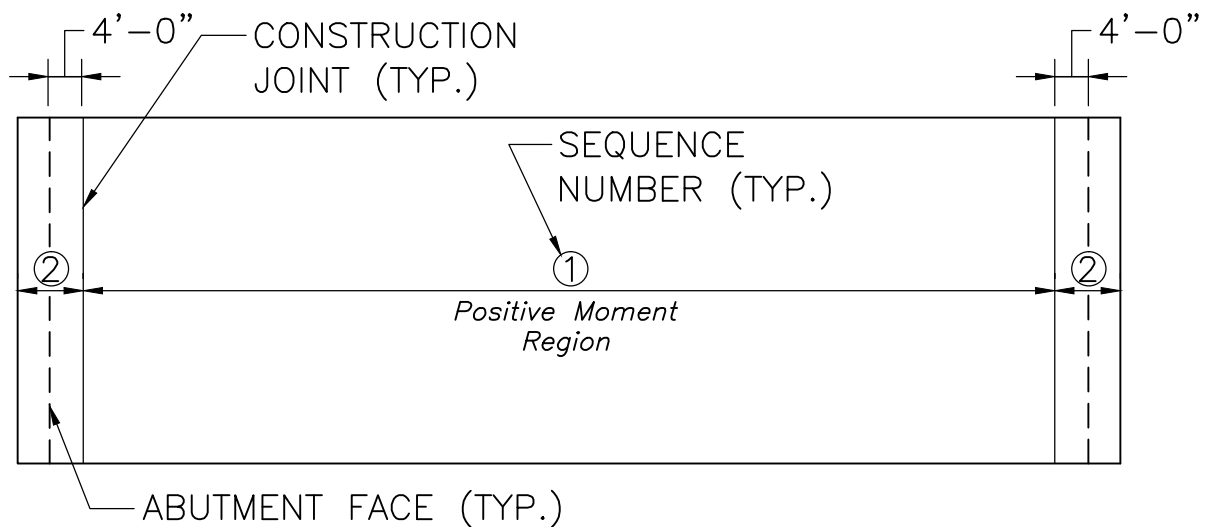 4'-0"
CONSTRUCTION
JOINT (TYP.)
4'-0"
SEQUENCE
NUMBER (TYP.)
2
1
2
Positive Moment
Region
ABUTMENT FACE (TYP.)